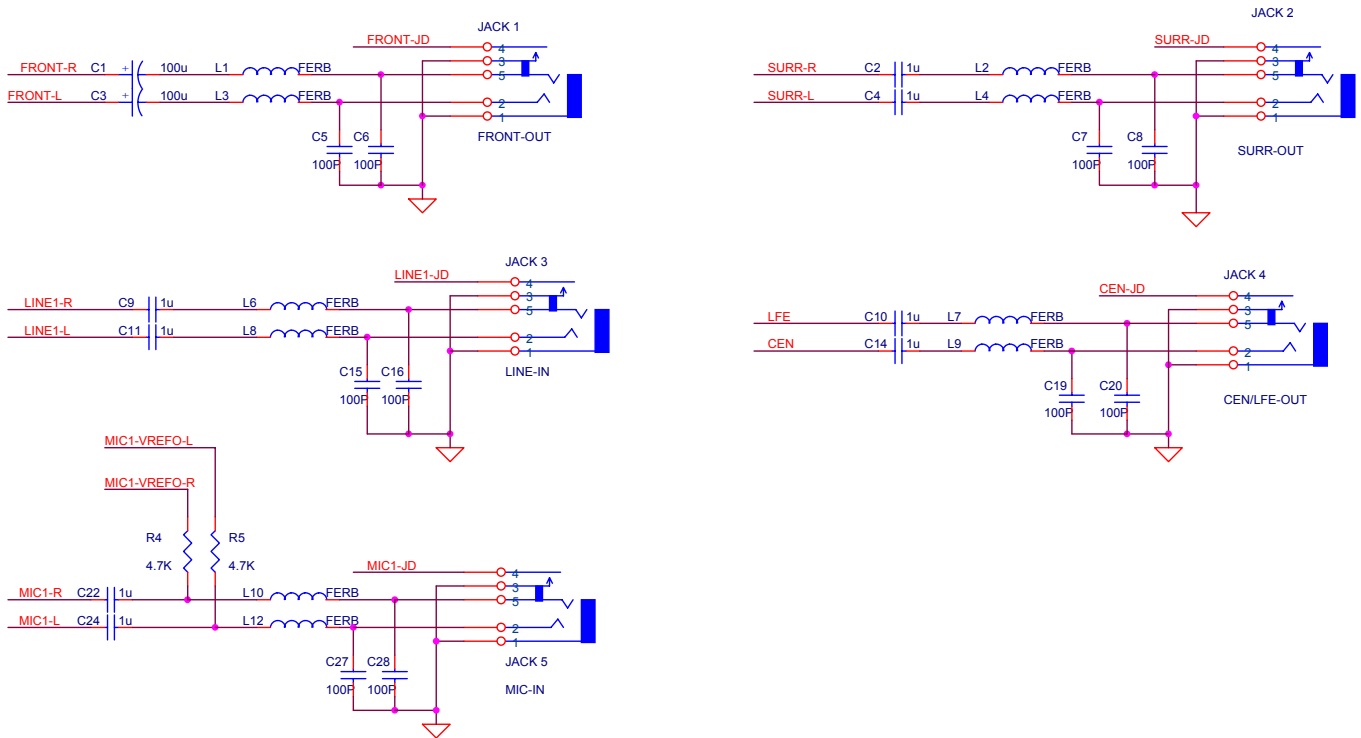 JACK 1
FRONT-JD
4
3
FRONT-R C1 + 100u L1 FERB 5
FRONT-L C3 + 100u L3 FERB 2
1
C5 C6 FRONT-OUT
100P 100P
JACK 2
SURR-JD
4
3
SURR-R C2 1u L2 FERB 5
SURR-L C4 1u L4 FERB 2
1
C7 C8 SURR-OUT
100P 100P
JACK 3
LINE1-JD
4
3
LINE1-R C9 1u L6 FERB 5
LINE1-L C11 1u L8 FERB 2
1
C15 C16 LINE-IN
100P 100P
JACK 4
CEN-JD
4
3
LFE C10 1u L7 FERB 5
CEN C14 1u L9 FERB 2
1
C19 C20 CEN/LFE-OUT
100P 100P
MIC1-VREFO-L
MIC1-VREFO-R
R4 R5
4.7K 4.7K
MIC1-JD
4
3
MIC1-R C22 1u L10 FERB 5
MIC1-L C24 1u L12 FERB 2
1
C27 C28 JACK 5
100P 100P MIC-IN